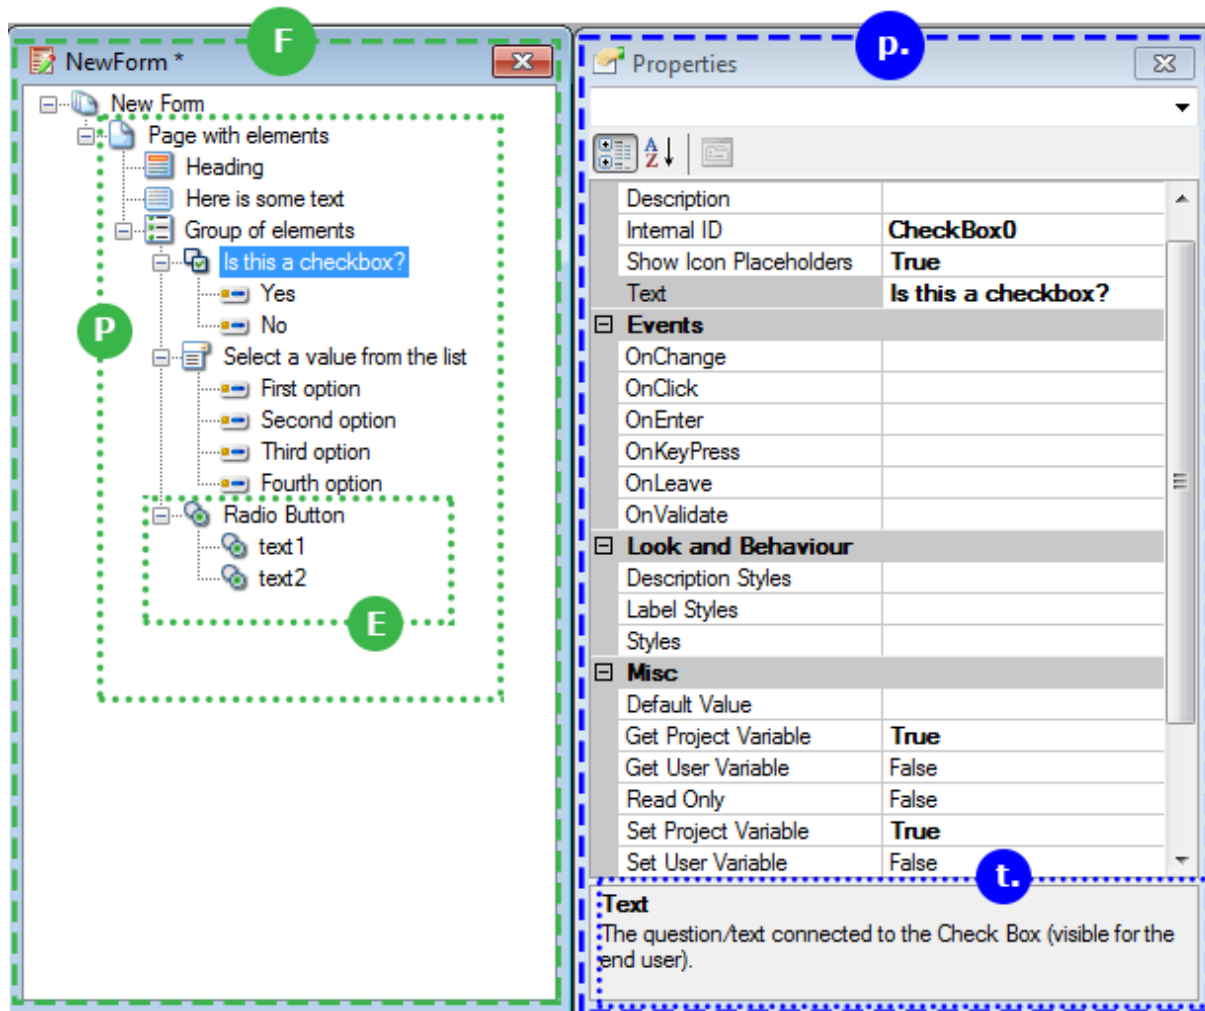 F
NewForm *
New Form
Page with elements
Heading
Here is some text
Group of elements
Is this a checkbox?
Yes
No
P
Select a value from the list
First option
Second option
Third option
Fourth option
Radio Button
text1
text2
E
p.
Properties
A
Z
Description
Internal ID CheckBox0
Show Icon Placeholders True
Text Is this a checkbox?
Events
OnChange
OnClick
OnEnter
OnKeyPress
OnLeave
OnValidate
Look and Behaviour
Description Styles
Label Styles
Styles
Misc
Default Value
Get Project Variable True
Get User Variable False
Read Only False
Set Project Variable True
Set User Variable False
t.
Text
The question/text connected to the Check Box (visible for the
end user).